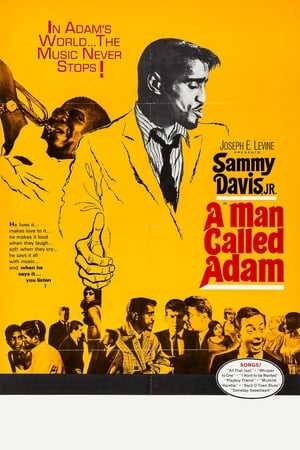 IN ADAM'S
WORLD...THE
MUSIC NEVER
STOPS!
JOSEPH E. LEVINE
PRESENTS
SAMMY
DAVIS, JR.
A MAN
CALLED
ADAM
He lives it...
makes love to it...
he makes it loud
when they laugh...
soft when they cry...
he says it all
with music...
and, when he
says it...
you listen!
SONGS!
"All That Jazz" • "Whisper
to One" • "I Want to be Wanted"
"Playboy Theme" • "Muskrat
Ramble" • "Back O'Town Blues"
"Someday Sweetheart"